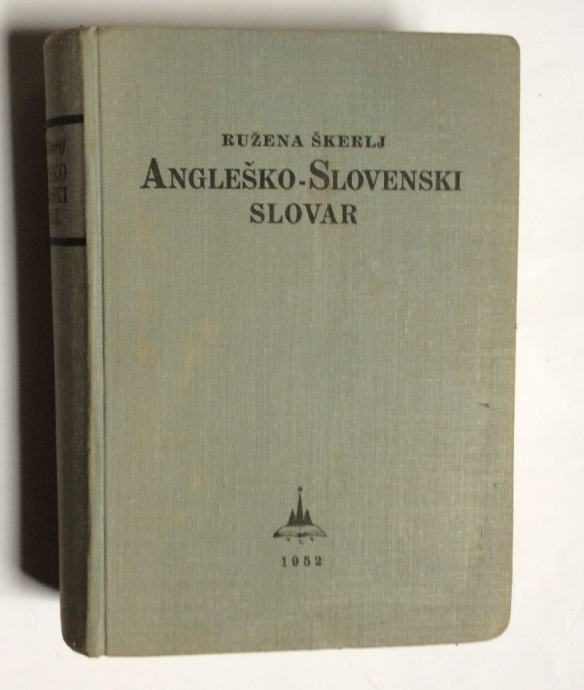 RUŽENA ŠKERLJ
ANGLEŠKO-SLOVENSKI
SLOVAR
1952